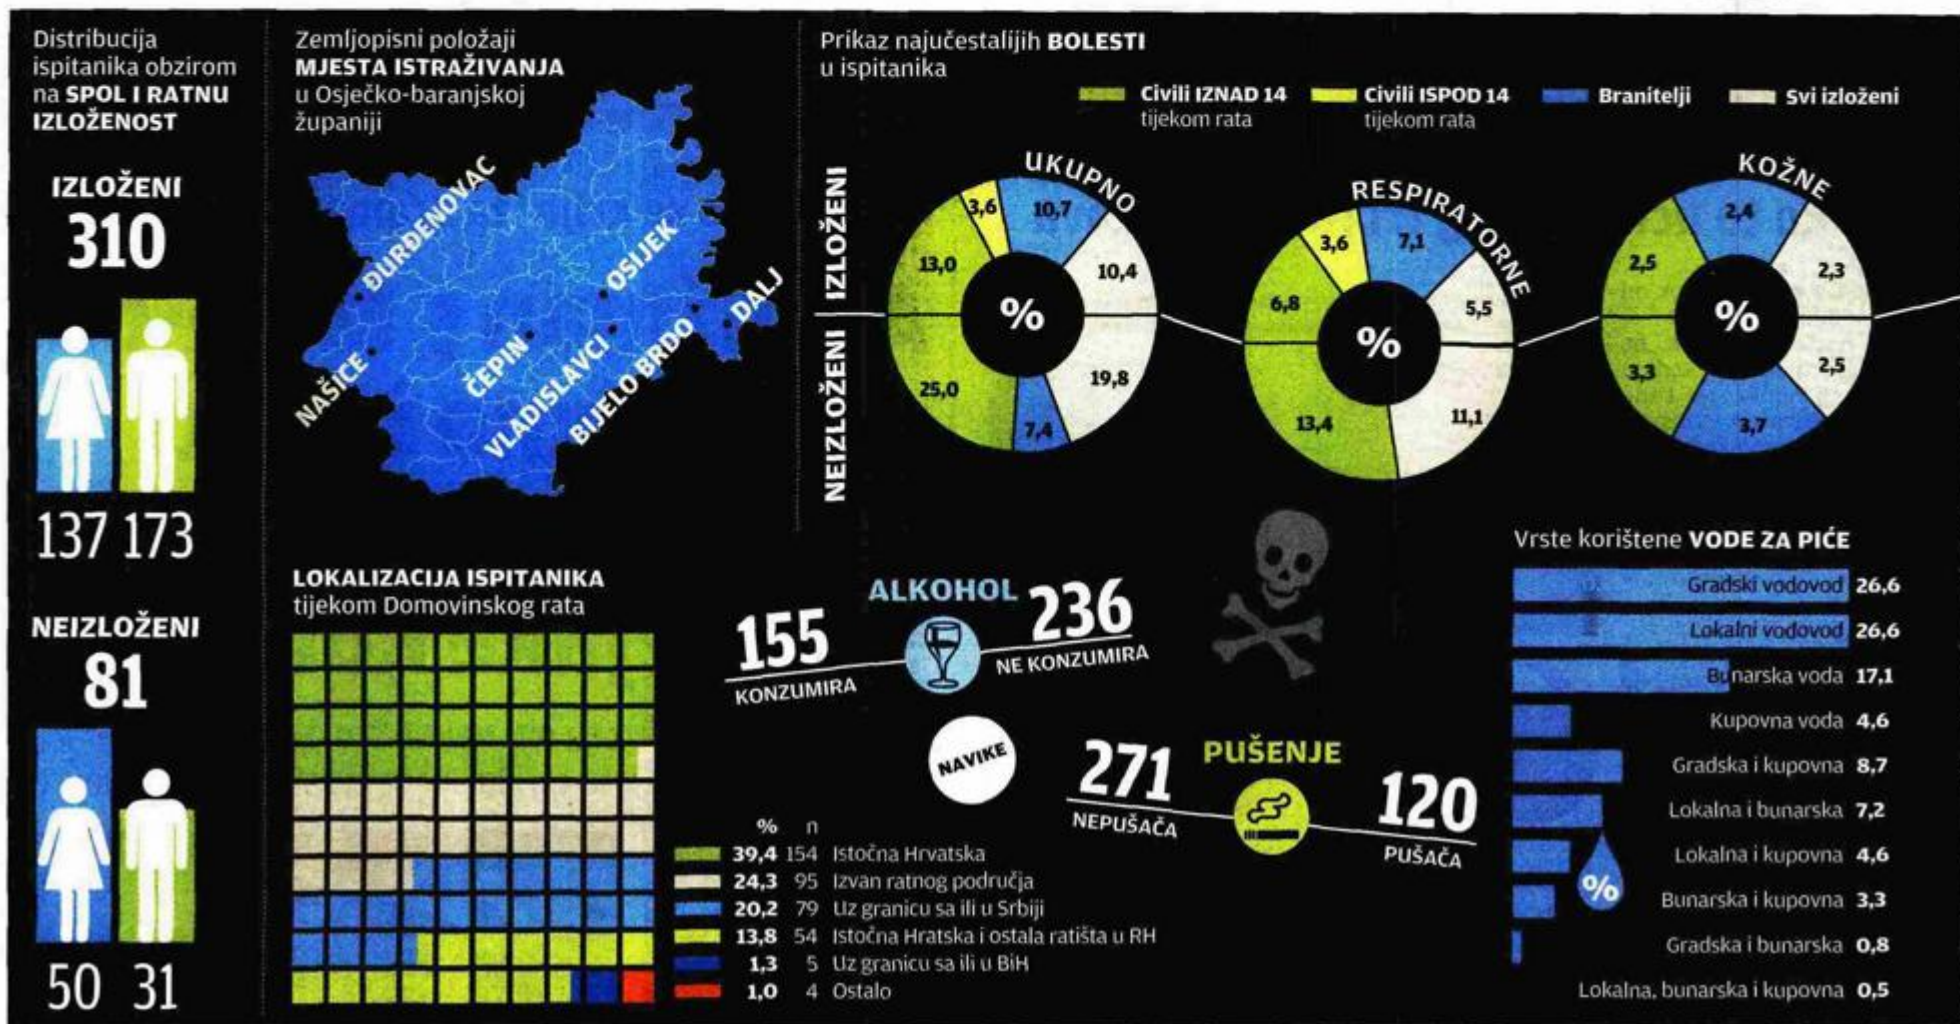 Distribucija
ispitanika obzirom
na SPOL I RATNU
IZLOŽENOST
IZLOŽENI
310
137 173
NEIZLOŽENI
81
50 31
Zemljopisni položaji
MJESTA ISTRAŽIVANJA
u Osječko-baranjskoj
županiji
ĐURĐENOVAC
OSIJEK
DALJ
NAŠICE
ČEPIN
VLADISLAVCI
BIJELO BRDO
Prikaz najučestalijih BOLESTI
u ispitanika
Civili IZNAD 14
tijekom rata
Civili ISPOD 14
tijekom rata
Branitelji
Svi izloženi
IZLOŽENI
NEIZLOŽENI
UKUPNO
3,6
10,7
13,0
10,4
%
25,0
19,8
7,4
RESPIRATORNE
3,6
7,1
6,8
5,5
%
13,4
11,1
KOŽNE
2,4
2,5
2,3
%
3,3
2,5
3,7
LOKALIZACIJA ISPITANIKA
tijekom Domovinskog rata
% n
39,4 154 Istočna Hrvatska
24,3 95 Izvan ratnog područja
20,2 79 Uz granicu sa ili u Srbiji
13,8 54 Istočna Hratska i ostala ratišta u RH
1,3 5 Uz granicu sa ili u BiH
1,0 4 Ostalo
ALKOHOL
155
KONZUMIRA
236
NE KONZUMIRA
NAVIKE
PUŠENJE
271
NEPUŠAČA
120
PUŠAČA
Vrste korištene VODE ZA PIĆE
Gradski vodovod 26,6
Lokalni vodovod 26,6
Bunarska voda 17,1
Kupovna voda 4,6
Gradska i kupovna 8,7
Lokalna i bunarska 7,2
Lokalna i kupovna 4,6
%
Bunarska i kupovna 3,3
Gradska i bunarska 0,8
Lokalna, bunarska i kupovna 0,5